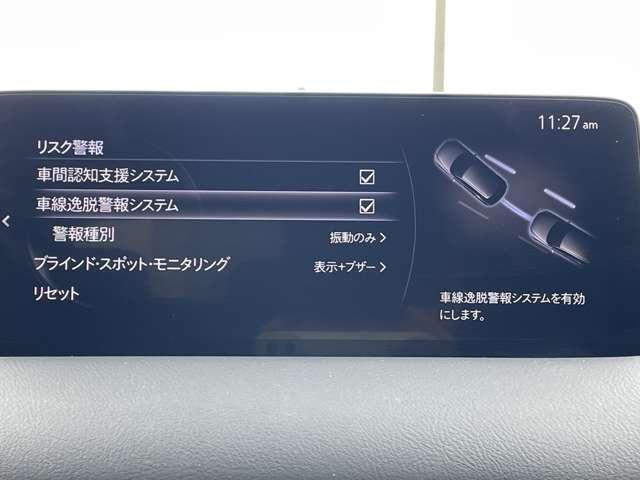 11:27 am
リスク警報
車間認知支援システム
車線逸脱警報システム
警報種別 振動のみ
ブラインド・スポット・モニタリング 表示+ブザー
リセット
車線逸脱警報システムを有効
にします。